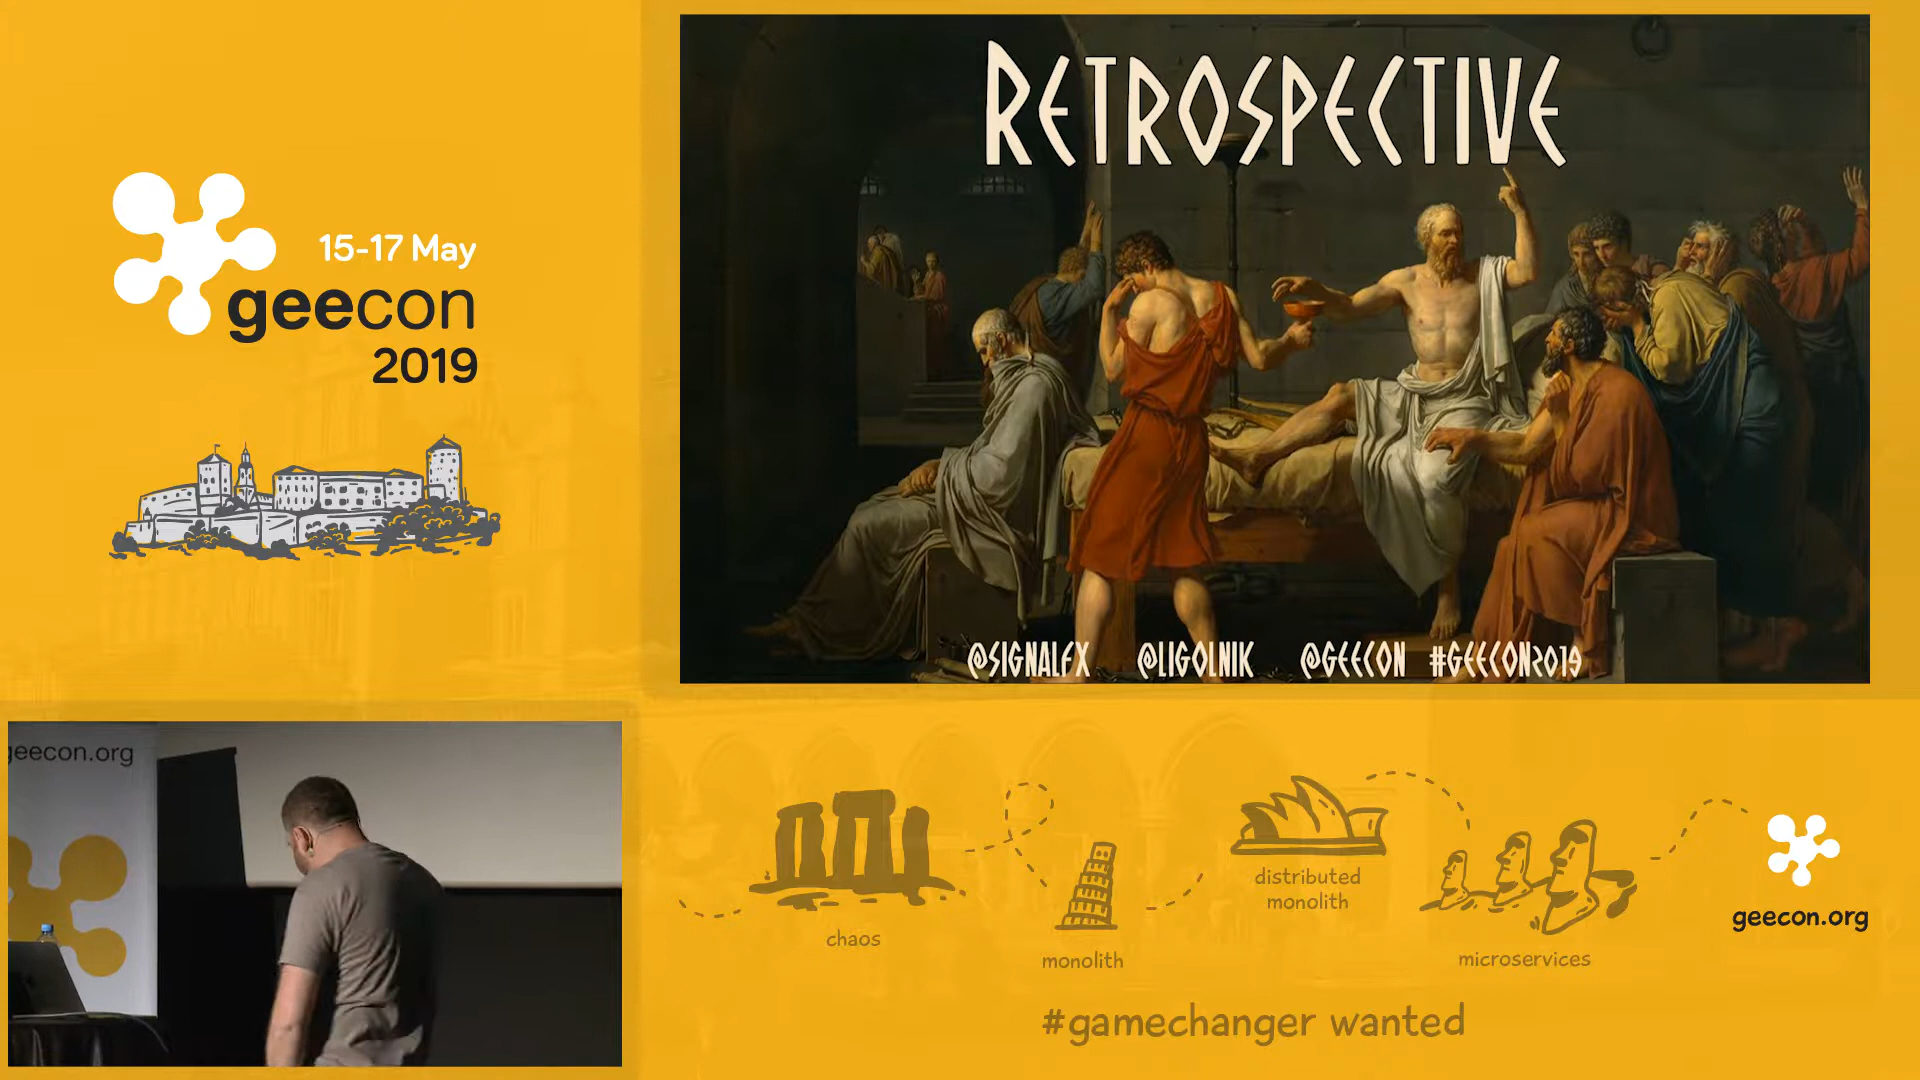 15-17 May
geecon
2019
RETROSPECTIVE
@SIGNALFX @LIGOLNIK @GEECON #GEECON2019
geecon.org
chaos
monolith
distributed
monolith
microservices
geecon.org
#gamechanger wanted